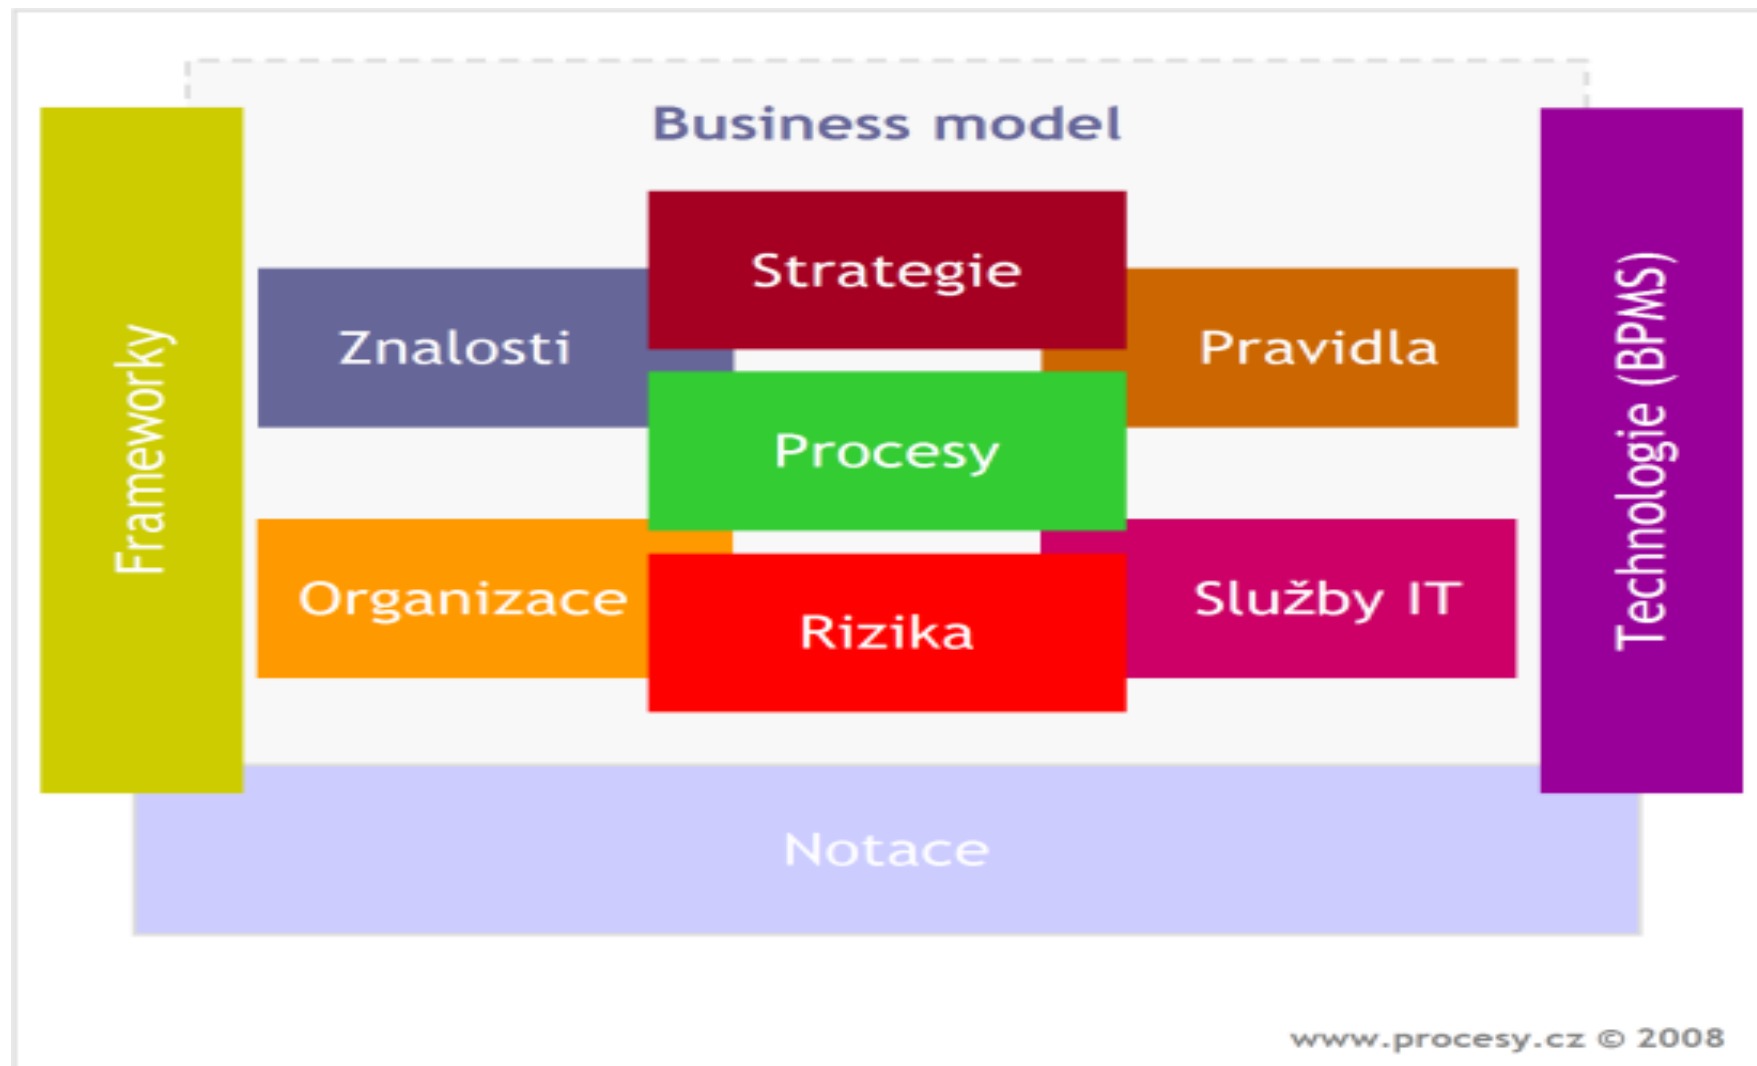 Business model
Frameworky
Strategie
Znalosti
Pravidla
Procesy
Organizace
Služby IT
Rizika
Technologie (BPMS)
Notace
www.procesy.cz © 2008